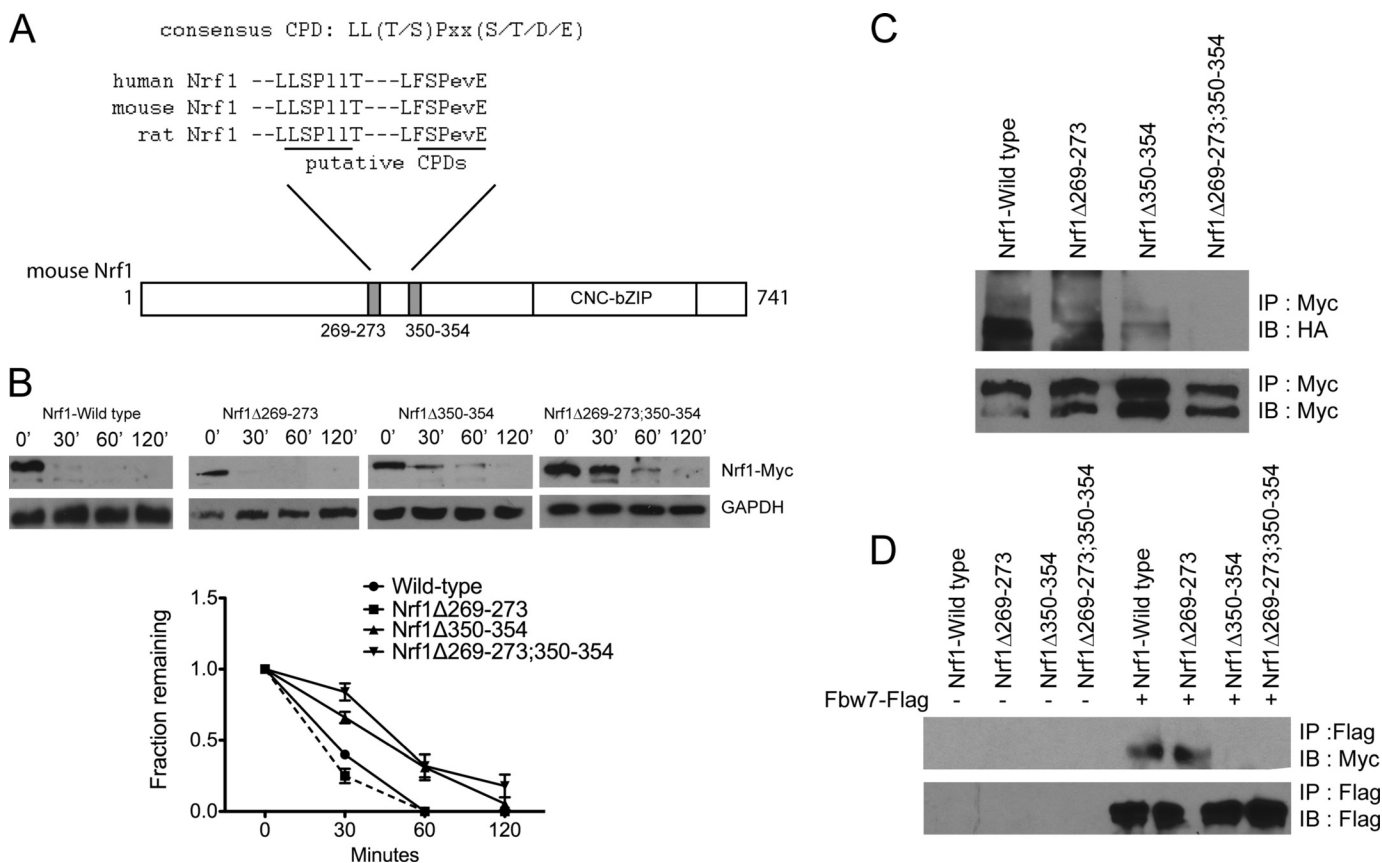 A
consensus CPD: LL(T/S)Pxx(S/T/D/E)
human Nrf1 --LLSPllT---LFSPevE
mouse Nrf1 --LLSPllT---LFSPevE
rat Nrf1 --LLSPllT---LFSPevE
putative CPDs
mouse Nrf1
1
CNC-bZIP
741
269-273
350-354
B
Nrf1-Wild type
Nrf1Δ269-273
Nrf1Δ350-354
Nrf1Δ269-273;350-354
0' 30' 60' 120'
0' 30' 60' 120'
0' 30' 60' 120'
0' 30' 60' 120'
Nrf1-Myc
GAPDH
Wild-type
Nrf1Δ269-273
Nrf1Δ350-354
Nrf1Δ269-273;350-354
Fraction remaining
1.5
1.0
0.5
0.0
0 30 60 120
Minutes
C
Nrf1-Wild type
Nrf1Δ269-273
Nrf1Δ350-354
Nrf1Δ269-273;350-354
IP : Myc
IB : HA
IP : Myc
IB : Myc
D
Nrf1-Wild type
Nrf1Δ269-273
Nrf1Δ350-354
Nrf1Δ269-273;350-354
Nrf1-Wild type
Nrf1Δ269-273
Nrf1Δ350-354
Nrf1Δ269-273;350-354
Fbw7-Flag - - - - + + + +
IP :Flag
IB : Myc
IP : Flag
IB : Flag